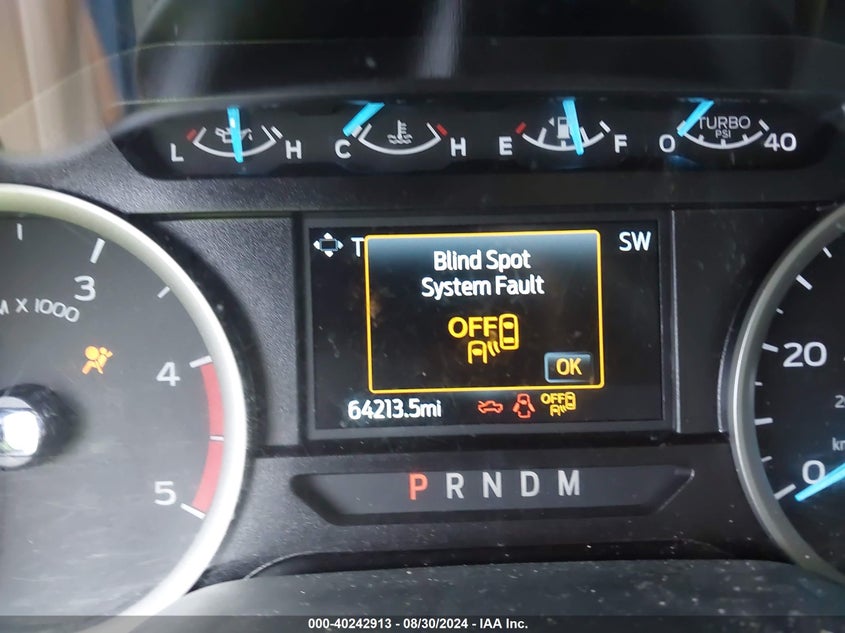 L H C H E F 0 TURBO PSI 40
T SW
Blind Spot
System Fault
OFF
OK
64213.5mi OFF
3
X 1000
4
5
20
0
P R N D M
000-40242913 - 08/30/2024 - IAA Inc.